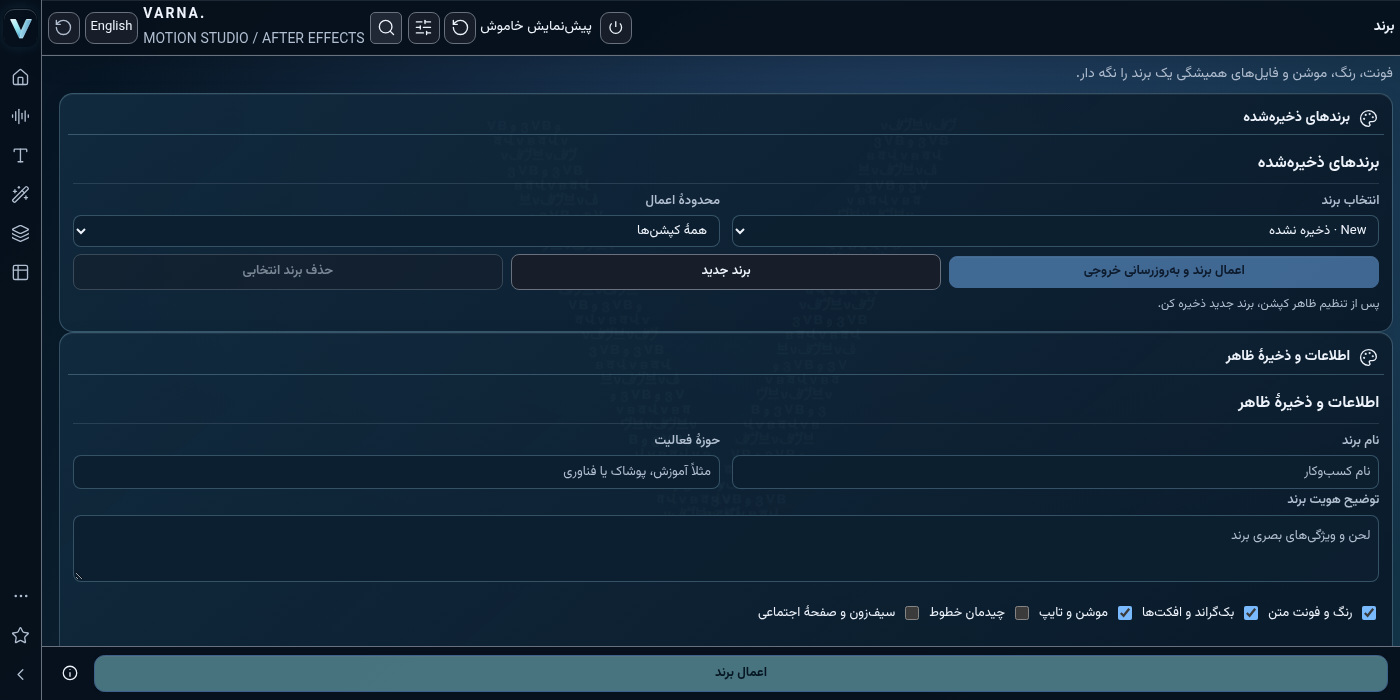 برند
پیش‌نمایش خاموش
English
VARNA.
MOTION STUDIO / AFTER EFFECTS
فونت، رنگ، موشن و فایل‌های همیشگی یک برند را نگه دار.
برندهای ذخیره‌شده
برندهای ذخیره‌شده
انتخاب برند
محدودهٔ اعمال
New · ذخیره نشده
همهٔ کپشن‌ها
اعمال برند و به‌روزرسانی خروجی
برند جدید
حذف برند انتخابی
پس از تنظیم ظاهر کپشن، برند جدید ذخیره کن.
اطلاعات و ذخیرهٔ ظاهر
اطلاعات و ذخیرهٔ ظاهر
نام برند
حوزهٔ فعالیت
نام کسب‌وکار
مثلاً آموزش، پوشاک یا فناوری
توضیح هویت برند
لحن و ویژگی‌های بصری برند
رنگ و فونت متن
بک‌گراند و افکت‌ها
موشن و تایپ
چیدمان خطوط
سیف‌زون و صفحهٔ اجتماعی
اعمال برند